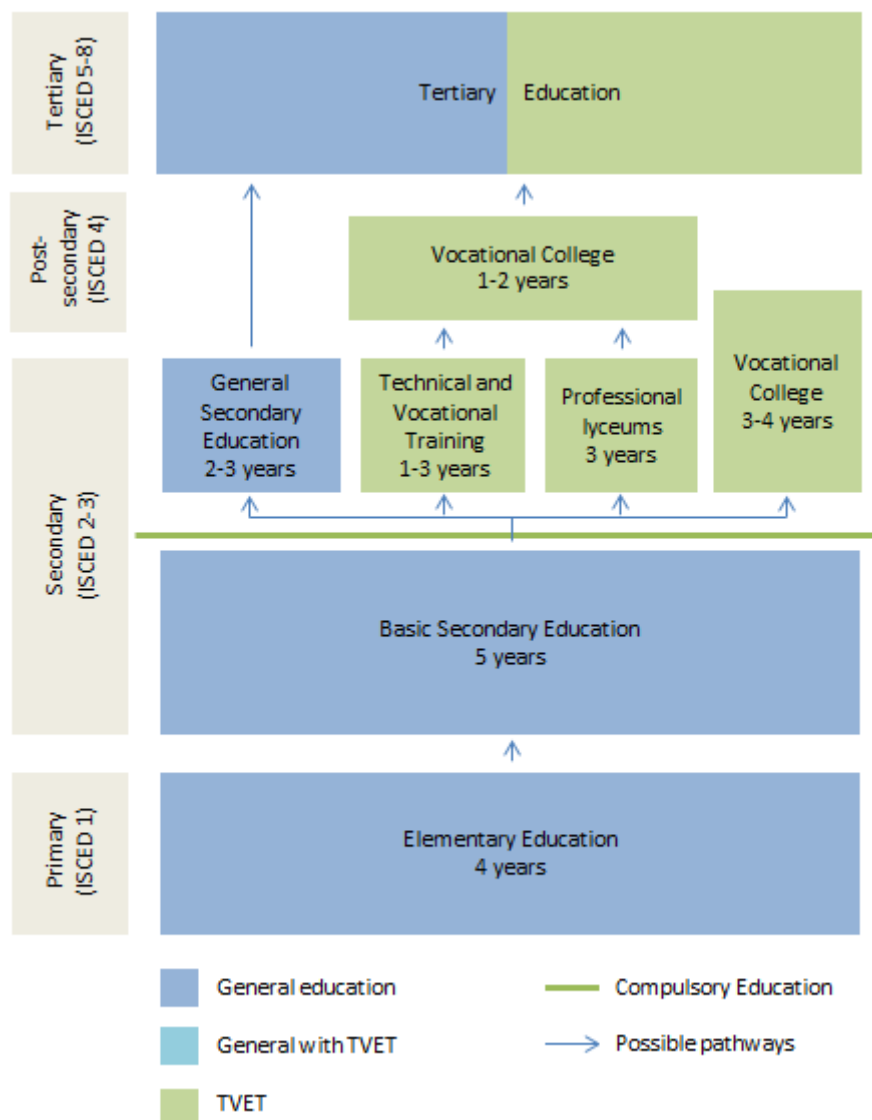 Tertiary
(ISCED 5-8)
Tertiary Education
Post-
secondary
(ISCED 4)
Vocational College
1-2 years
Secondary
(ISCED 2-3)
General
Secondary
Education
2-3 years
Technical and
Vocational
Training
1-3 years
Professional
lyceums
3 years
Vocational
College
3-4 years
Basic Secondary Education
5 years
Primary
(ISCED 1)
Elementary Education
4 years
General education
Compulsory Education
General with TVET
Possible pathways
TVET